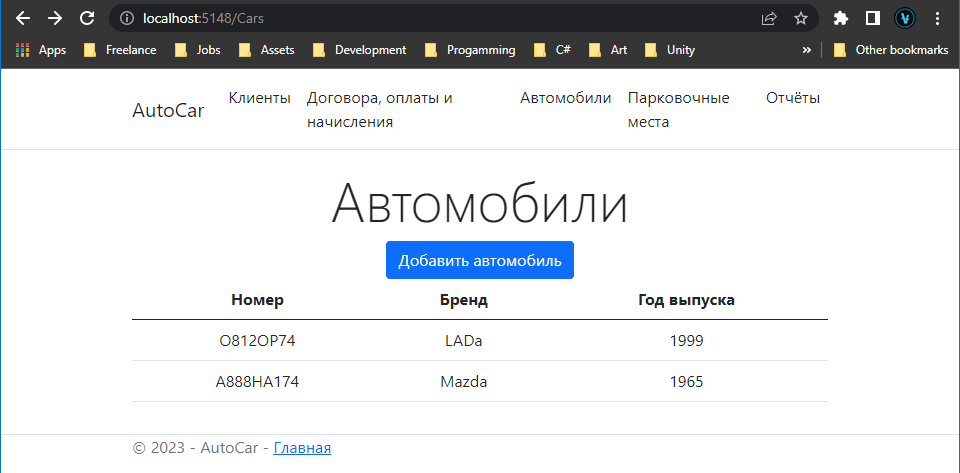 localhost:5148/Cars
Apps Freelance Jobs Assets Development Progamming C# Art Unity » Other bookmarks
AutoCar Клиенты Договора, оплаты и начисления Автомобили Парковочные места Отчёты
Автомобили
Добавить автомобиль
Номер Бренд Год выпуска
О812ОР74 LADa 1999
А888НА174 Mazda 1965
© 2023 - AutoCar - Главная